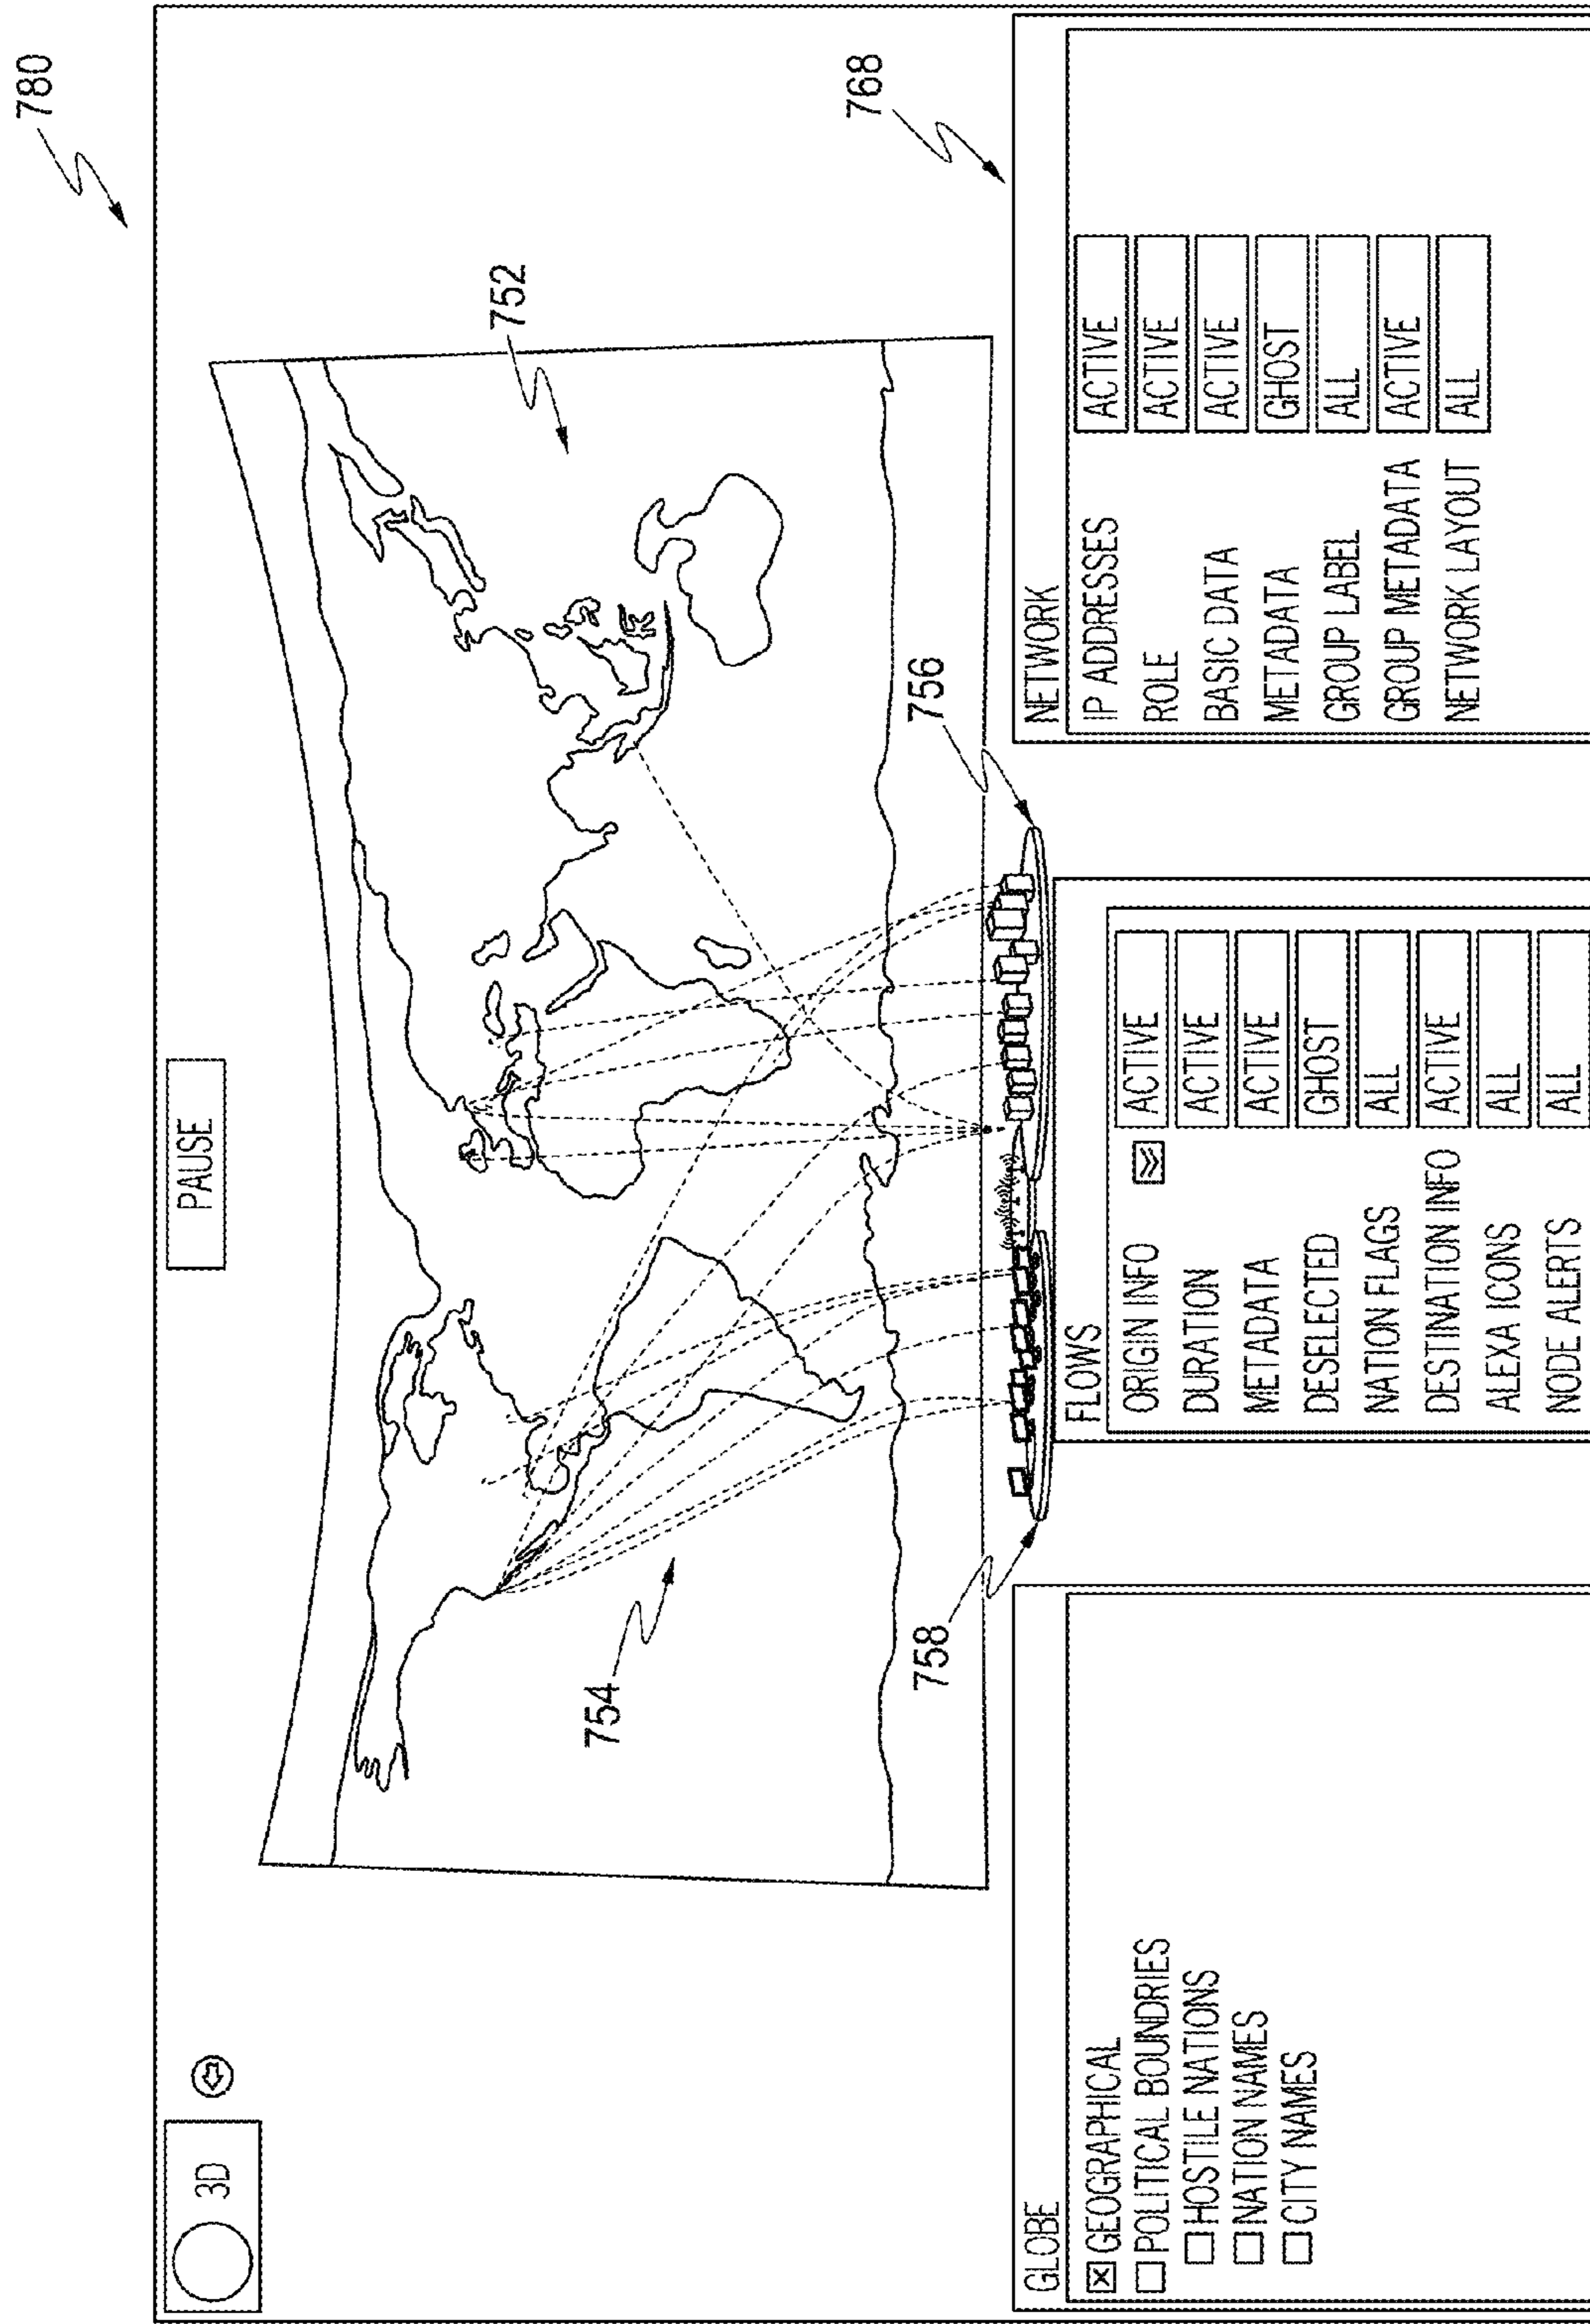 780
3D
PAUSE
752
754
768
756
758
GLOBE
GEOGRAPHICAL
POLITICAL BOUNDRIES
HOSTILE NATIONS
NATION NAMES
CITY NAMES
FLOWS
ORIGIN INFO ACTIVE
DURATION ACTIVE
METADATA ACTIVE
DESELECTED GHOST
NATION FLAGS ALL
DESTINATION INFO ACTIVE
ALEXA ICONS ALL
NODE ALERTS ALL
NETWORK
IP ADDRESSES ACTIVE
ROLE ACTIVE
BASIC DATA ACTIVE
METADATA GHOST
GROUP LABEL ALL
GROUP METADATA ACTIVE
NETWORK LAYOUT ALL